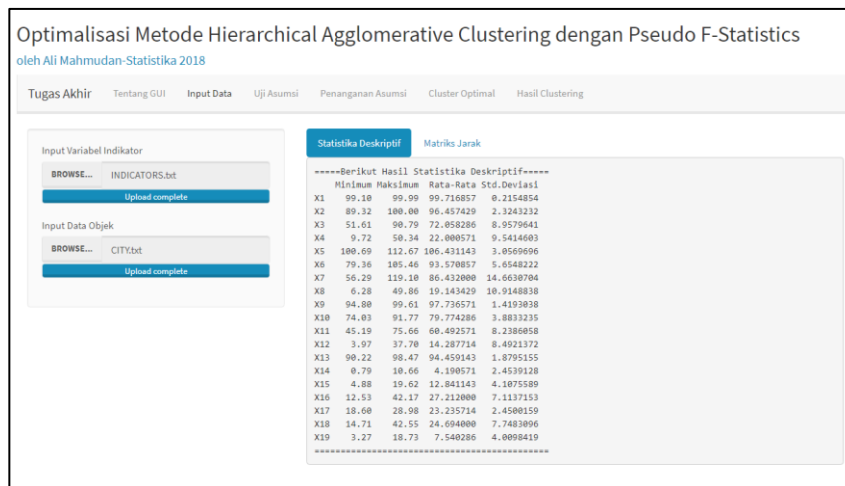 Optimalisasi Metode Hierarchical Agglomerative Clustering dengan Pseudo F-Statistics
oleh Ali Mahmudan-Statistika 2018
Tugas Akhir Tentang GUI Input Data Uji Asumsi Penanganan Asumsi Cluster Optimal Hasil Clustering
Input Variabel Indikator
BROWSE... INDICATORS.txt
Upload complete
Input Data Objek
BROWSE... CITY.txt
Upload complete
Statistika Deskriptif Matriks Jarak
=====Berikut Hasil Statistika Deskriptif=====
Minimum Maksimum Rata-Rata Std.Deviasi
X1 99.10 99.99 99.716857 0.2154854
X2 89.32 100.00 96.457429 2.3243232
X3 51.61 90.79 72.058286 8.9579641
X4 9.72 50.34 22.000571 9.5414603
X5 100.69 112.67 106.431143 3.0569696
X6 79.36 105.46 93.570857 5.6548222
X7 56.29 119.10 86.432000 14.6630704
X8 6.28 49.86 19.143429 10.9148838
X9 94.80 99.61 97.736571 1.4193038
X10 74.03 91.77 79.774286 3.8833235
X11 45.19 75.66 60.492571 8.2386058
X12 3.97 37.70 14.287714 8.4921372
X13 90.22 98.47 94.459143 1.8795155
X14 0.79 10.66 4.190571 2.4539128
X15 4.88 19.62 12.841143 4.1075589
X16 12.53 42.17 27.212000 7.1137153
X17 18.60 28.98 23.235714 2.4500159
X18 14.71 42.55 24.694000 7.7483096
X19 3.27 18.73 7.540286 4.0098419
=============================================